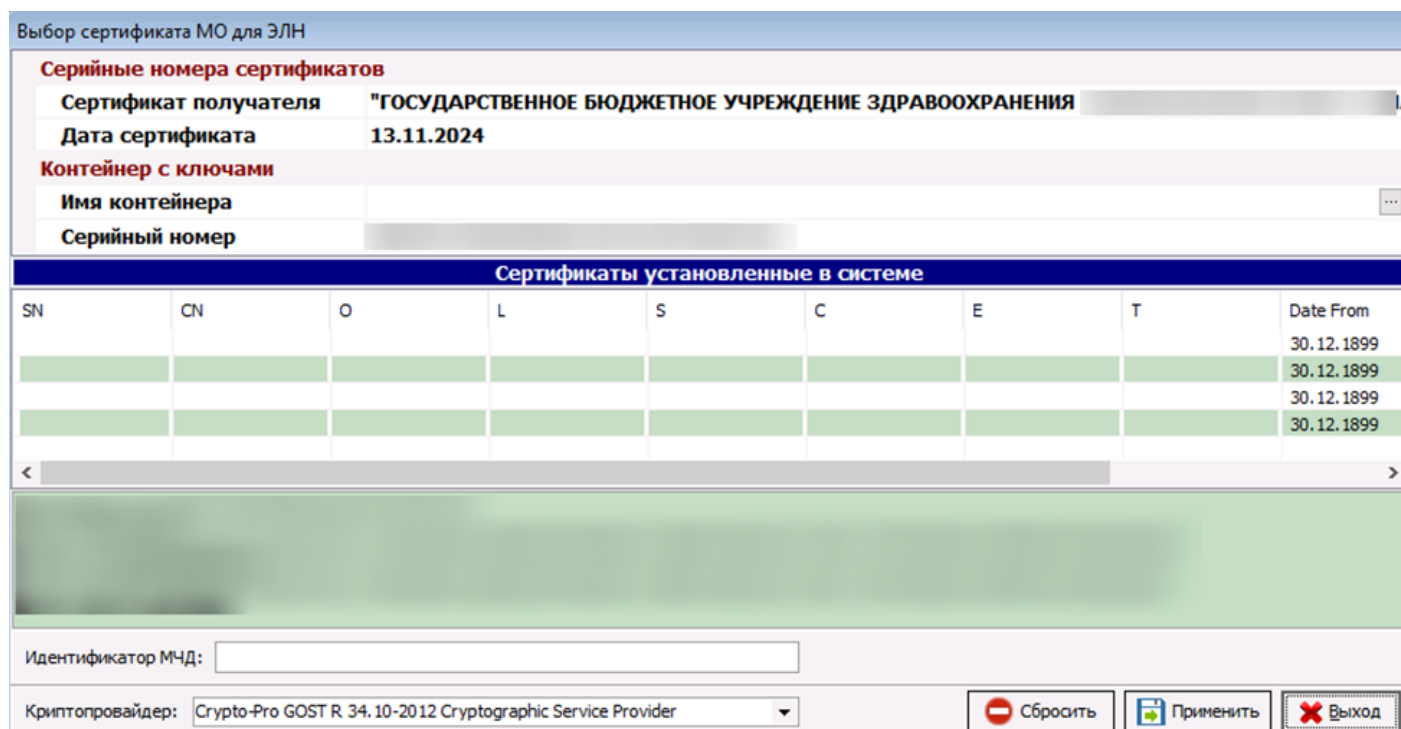 Выбор сертификата МО для ЭЛН
Серийные номера сертификатов
Сертификат получателя "ГОСУДАРСТВЕННОЕ БЮДЖЕТНОЕ УЧРЕЖДЕНИЕ ЗДРАВООХРАНЕНИЯ
Дата сертификата 13.11.2024
Контейнер с ключами
Имя контейнера ...
Серийный номер
Сертификаты установленные в системе
SN CN O L S C E T Date From
30.12.1899
30.12.1899
30.12.1899
30.12.1899
Идентификатор МЧД:
Криптопровайдер: Crypto-Pro GOST R 34.10-2012 Cryptographic Service Provider Сбросить Применить Выход